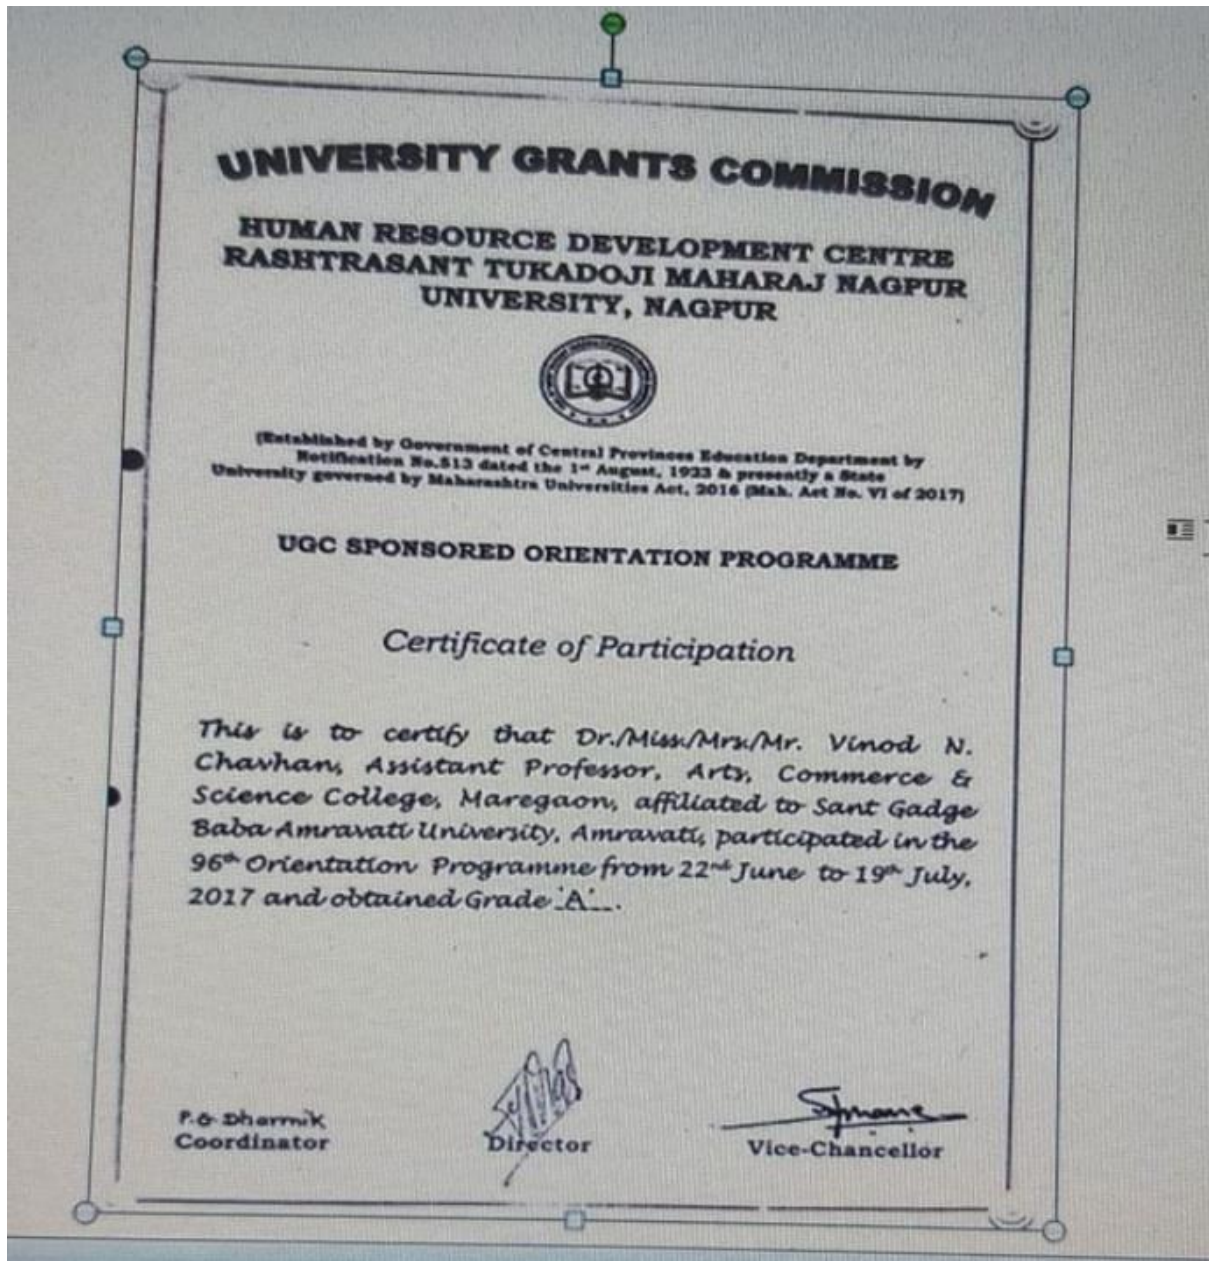 UNIVERSITY GRANTS COMMISSION
HUMAN RESOURCE DEVELOPMENT CENTRE
RASHTRASANT TUKADOJI MAHARAJ NAGPUR
UNIVERSITY, NAGPUR
(Established by Government of Central Provinces Education Department by
Notification No.513 dated the 1st August, 1923 & presently a State
University governed by Maharashtra Universities Act, 2016 (Mah. Act No. VI of 2017)
UGC SPONSORED ORIENTATION PROGRAMME
Certificate of Participation
This is to certify that Dr./Miss/Mrs/Mr. Vinod N.
Chavhan, Assistant Professor, Arts, Commerce &
Science College, Maregaon, affiliated to Sant Gadge
Baba Amravati University, Amravati, participated in the
96th Orientation Programme from 22nd June to 19th July,
2017 and obtained Grade 'A'.
P.G Dharmik
Coordinator
Director
Vice-Chancellor